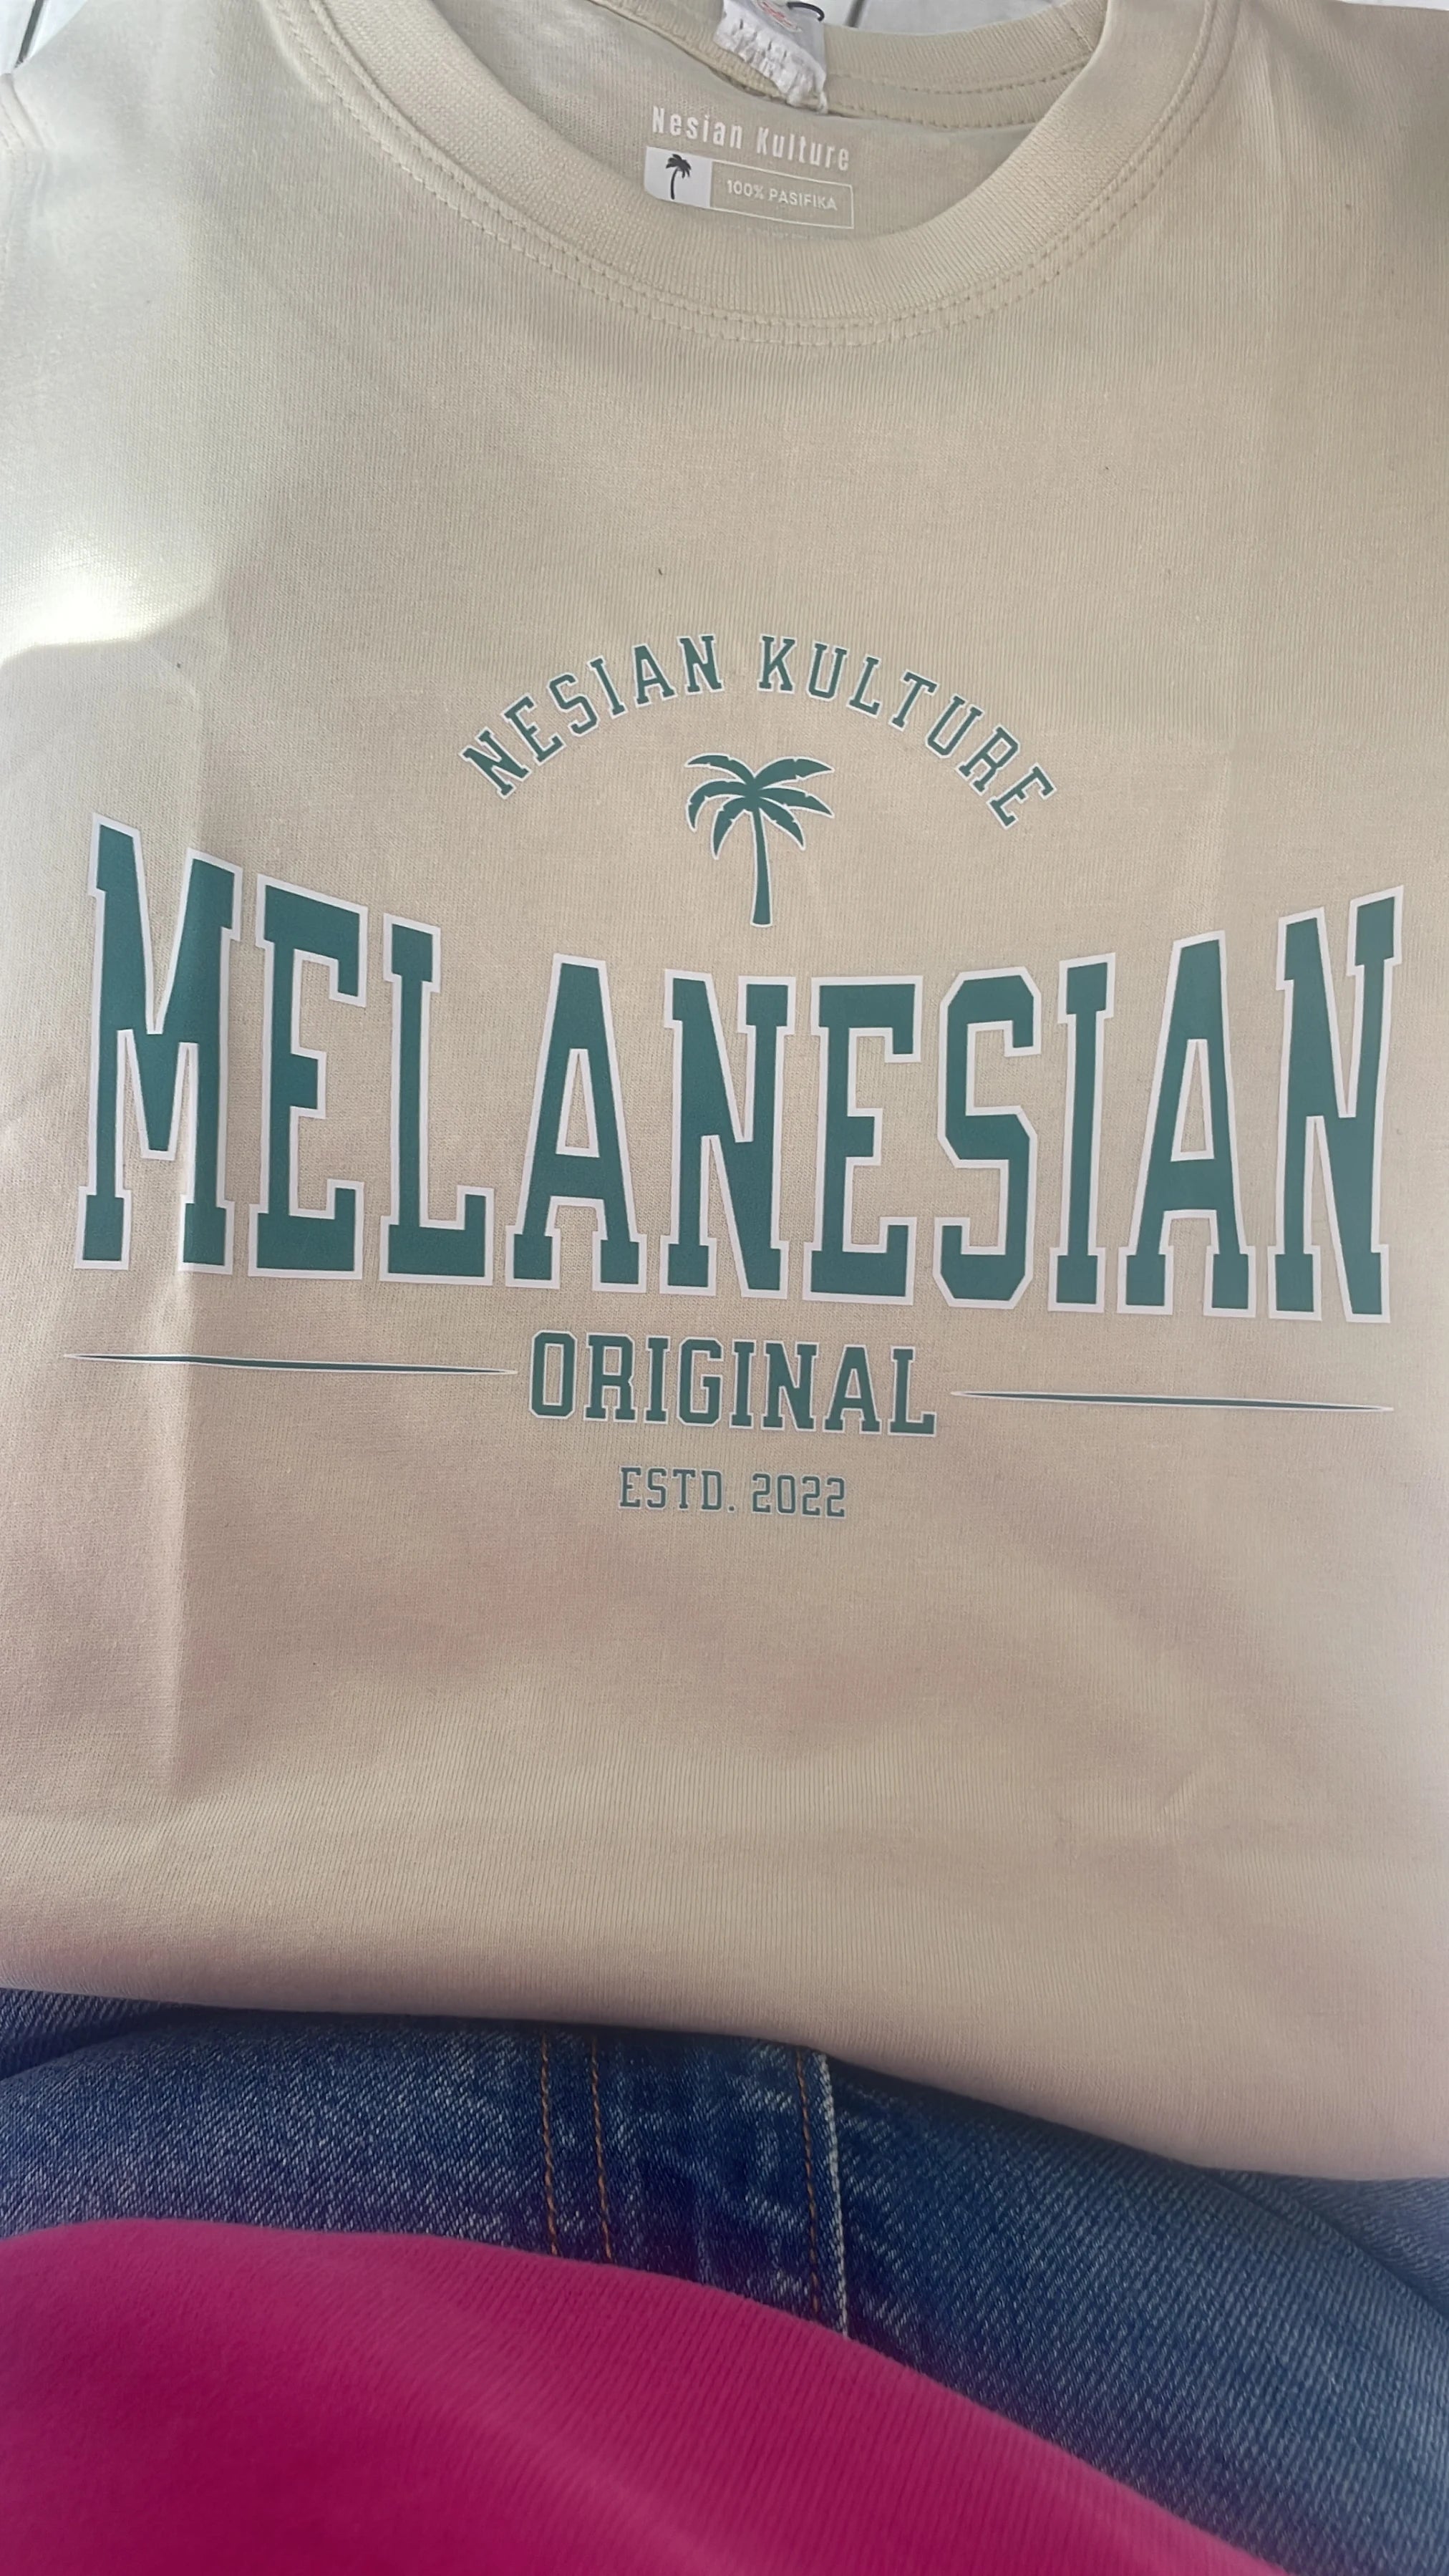 Nesian Kulture
100% PASIFIKA
NESIAN KULTURE
MELANESIAN
ORIGINAL
ESTD. 2022